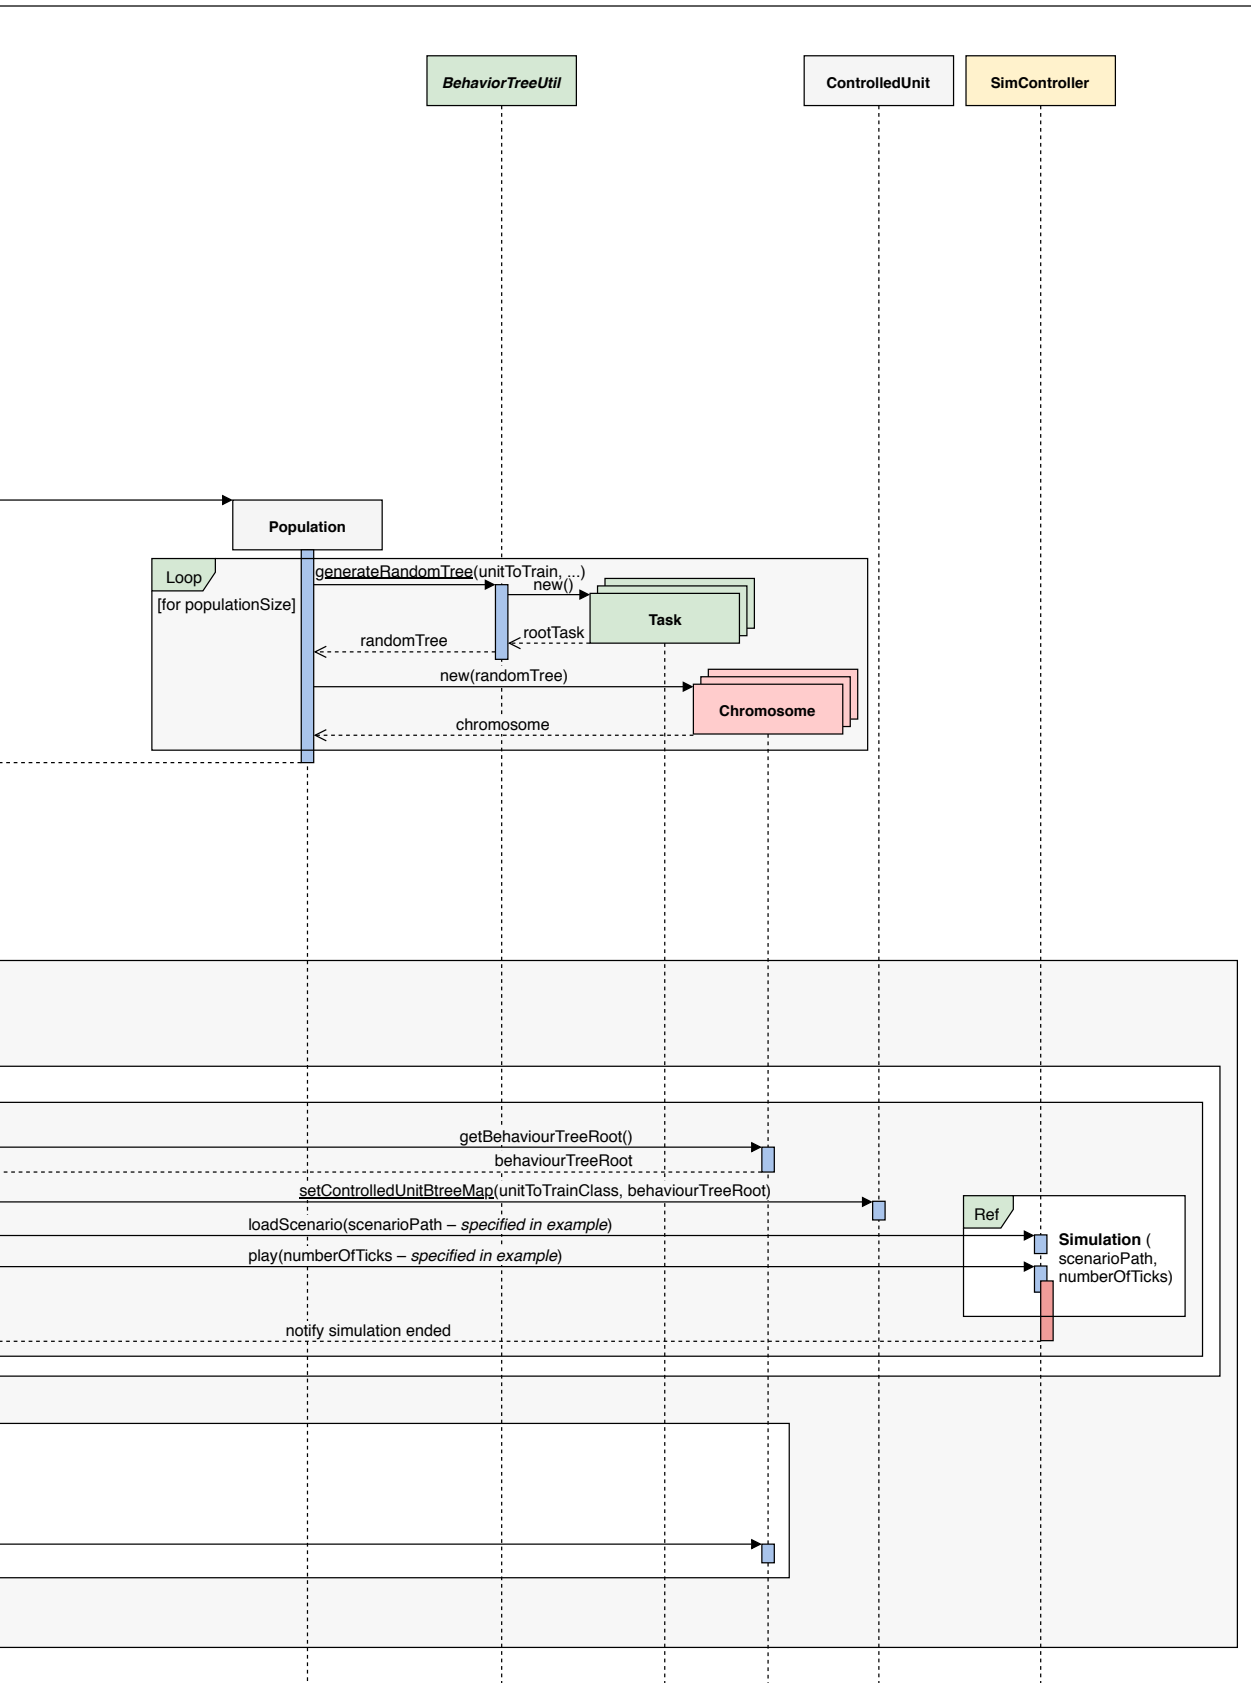 BehaviorTreeUtil
ControlledUnit
SimController
Population
Loop
generateRandomTree(unitToTrain, ...)
new()
[for populationSize]
Task
rootTask
randomTree
new(randomTree)
Chromosome
chromosome
getBehaviourTreeRoot()
behaviourTreeRoot
setControlledUnitBtreeMap(unitToTrainClass, behaviourTreeRoot)
Ref
loadScenario(scenarioPath – specified in example)
Simulation (
scenarioPath,
numberOfTicks)
play(numberOfTicks – specified in example)
notify simulation ended